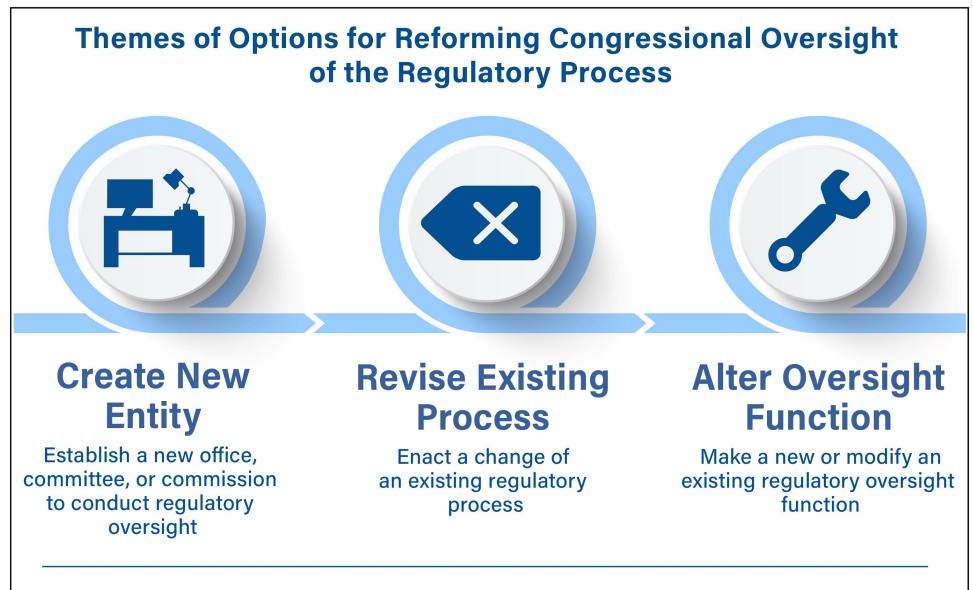 Themes of Options for Reforming Congressional Oversight
of the Regulatory Process
Create New
Entity
Establish a new office,
committee, or commission
to conduct regulatory
oversight
Revise Existing
Process
Enact a change of
an existing regulatory
process
Alter Oversight
Function
Make a new or modify an
existing regulatory oversight
function